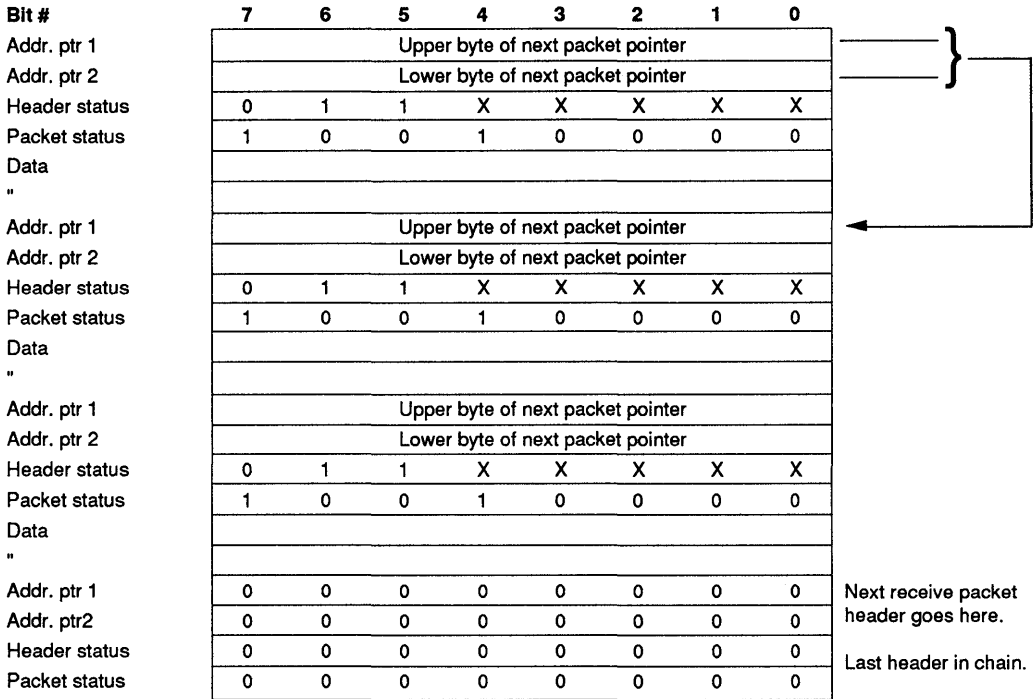 Bit # 7 6 5 4 3 2 1 0
Addr. ptr 1 Upper byte of next packet pointer
Addr. ptr 2 Lower byte of next packet pointer
Header status 0 1 1 X X X X X
Packet status 1 0 0 1 0 0 0 0
Data
"
Addr. ptr 1 Upper byte of next packet pointer
Addr. ptr 2 Lower byte of next packet pointer
Header status 0 1 1 X X X X X
Packet status 1 0 0 1 0 0 0 0
Data
"
Addr. ptr 1 Upper byte of next packet pointer
Addr. ptr 2 Lower byte of next packet pointer
Header status 0 1 1 X X X X X
Packet status 1 0 0 1 0 0 0 0
Data
"
Addr. ptr 1 0 0 0 0 0 0 0 0 Next receive packet
Addr. ptr2 0 0 0 0 0 0 0 0 header goes here.
Header status 0 0 0 0 0 0 0 0
Last header in chain.
Packet status 0 0 0 0 0 0 0 0